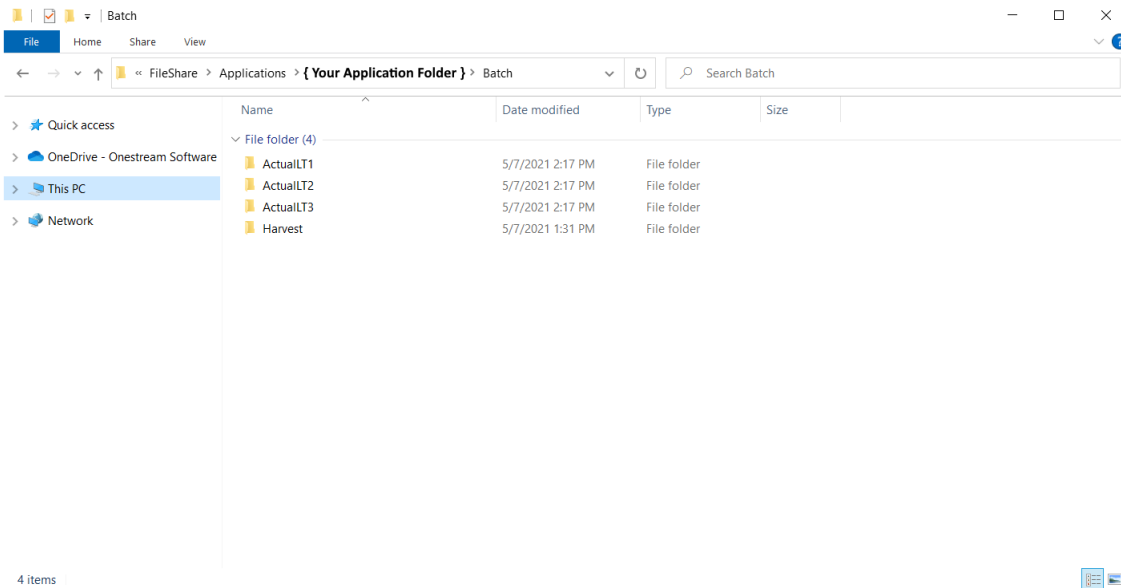 Batch
File Home Share View
« FileShare > Applications > { Your Application Folder } > Batch Search Batch
Name Date modified Type Size
Quick access
OneDrive - Onestream Software
This PC
Network
File folder (4)
ActualLT1 5/7/2021 2:17 PM File folder
ActualLT2 5/7/2021 2:17 PM File folder
ActualLT3 5/7/2021 2:17 PM File folder
Harvest 5/7/2021 1:31 PM File folder
4 items